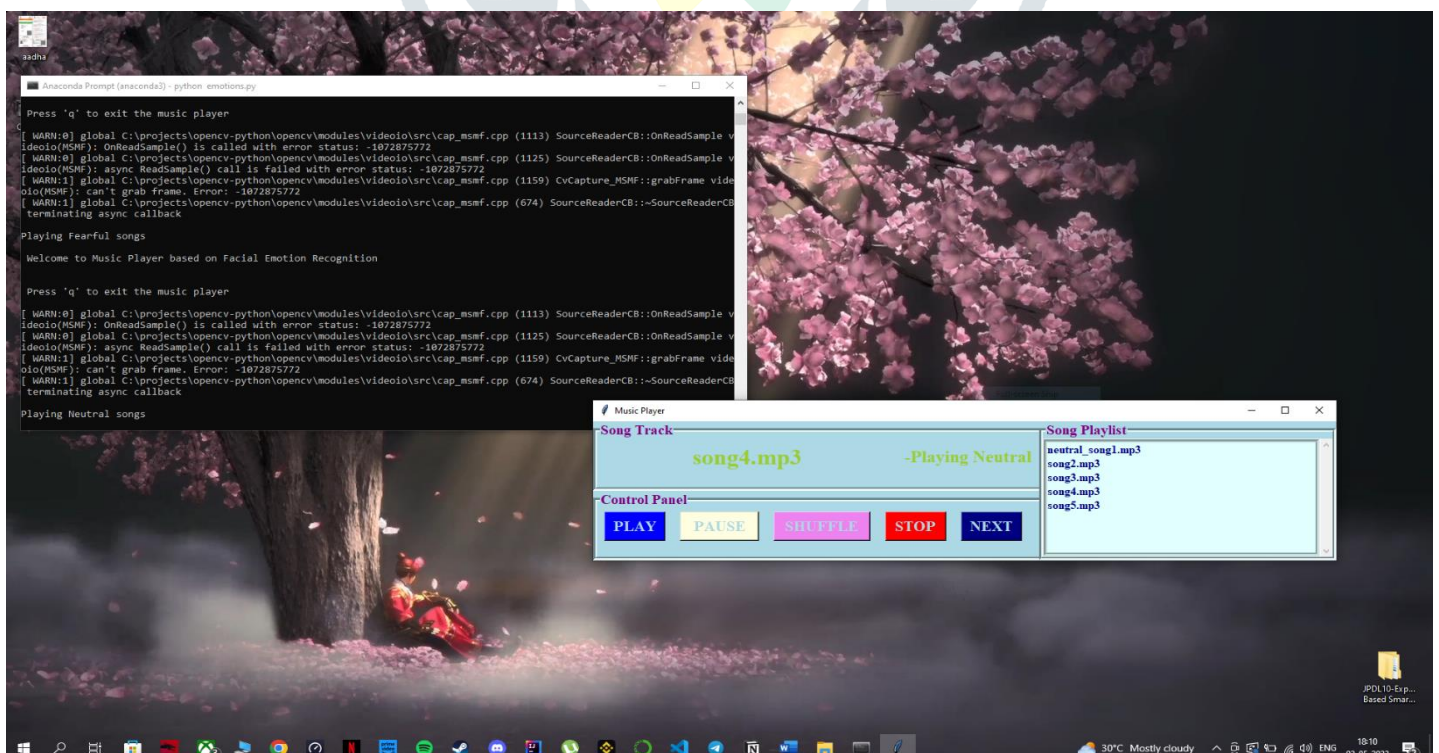 aadha
Anaconda Prompt (anaconda3) - python emotions.py
Press 'q' to exit the music player
[ WARN:0] global C:\projects\opencv-python\opencv\modules\videoio\src\cap_msmf.cpp (1113) SourceReaderCB::OnReadSample v
ideoio(MSMF): OnReadSample() is called with error status: -1072875772
[ WARN:0] global C:\projects\opencv-python\opencv\modules\videoio\src\cap_msmf.cpp (1125) SourceReaderCB::OnReadSample v
ideoio(MSMF): async ReadSample() call is failed with error status: -1072875772
[ WARN:1] global C:\projects\opencv-python\opencv\modules\videoio\src\cap_msmf.cpp (1159) CvCapture_MSMF::grabFrame vide
oio(MSMF): can't grab frame. Error: -1072875772
[ WARN:1] global C:\projects\opencv-python\opencv\modules\videoio\src\cap_msmf.cpp (674) SourceReaderCB::~SourceReaderCB
terminating async callback
Playing Fearful songs
Welcome to Music Player based on Facial Emotion Recognition
Press 'q' to exit the music player
[ WARN:0] global C:\projects\opencv-python\opencv\modules\videoio\src\cap_msmf.cpp (1113) SourceReaderCB::OnReadSample v
ideoio(MSMF): OnReadSample() is called with error status: -1072875772
[ WARN:0] global C:\projects\opencv-python\opencv\modules\videoio\src\cap_msmf.cpp (1125) SourceReaderCB::OnReadSample v
ideoio(MSMF): async ReadSample() call is failed with error status: -1072875772
[ WARN:1] global C:\projects\opencv-python\opencv\modules\videoio\src\cap_msmf.cpp (1159) CvCapture_MSMF::grabFrame vide
oio(MSMF): can't grab frame. Error: -1072875772
[ WARN:1] global C:\projects\opencv-python\opencv\modules\videoio\src\cap_msmf.cpp (674) SourceReaderCB::~SourceReaderCB
terminating async callback
Playing Neutral songs
Music Player
Song Track
song4.mp3 -Playing Neutral
Control Panel
PLAY PAUSE SHUFFLE STOP NEXT
Song Playlist
neutral_song1.mp3
song2.mp3
song3.mp3
song4.mp3
song5.mp3
JPDL10-Exp...
Based Smar...
30°C Mostly cloudy ENG 18:10